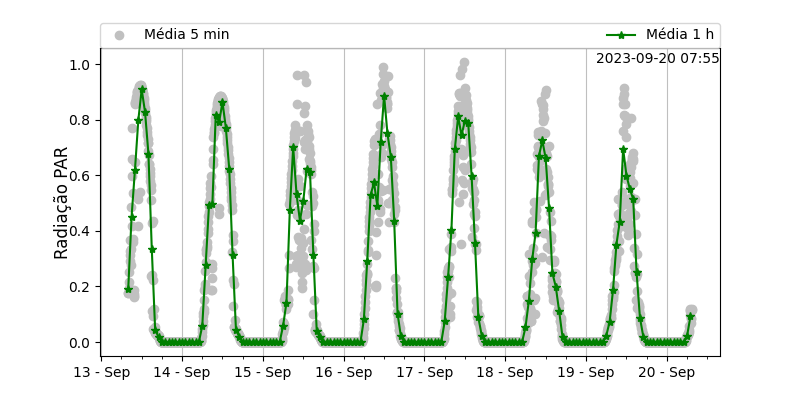 Média 5 min
Média 1 h
2023-09-20 07:55
Radiação PAR
1.0
0.8
0.6
0.4
0.2
0.0
13 - Sep
14 - Sep
15 - Sep
16 - Sep
17 - Sep
18 - Sep
19 - Sep
20 - Sep